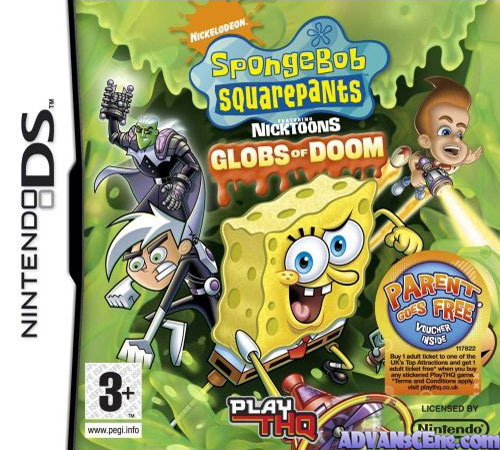 NICKELODEON
SpongeBob
SQUAREPANTS
FEATURING
NICKTOONS
GLOBS OF DOOM
NINTENDO DS™
PARENT
GOES FREE
VOUCHER
INSIDE
117822
Buy 1 adult ticket to one of the
UK's Top Attractions and get 1
adult ticket free* when you buy
any stickered PlayTHQ game.
*Terms and Conditions apply,
visit playthq.co.uk
3+
www.pegi.info
PLAY
THQ
LICENSED BY
Nintendo
ADVANsCEne.com